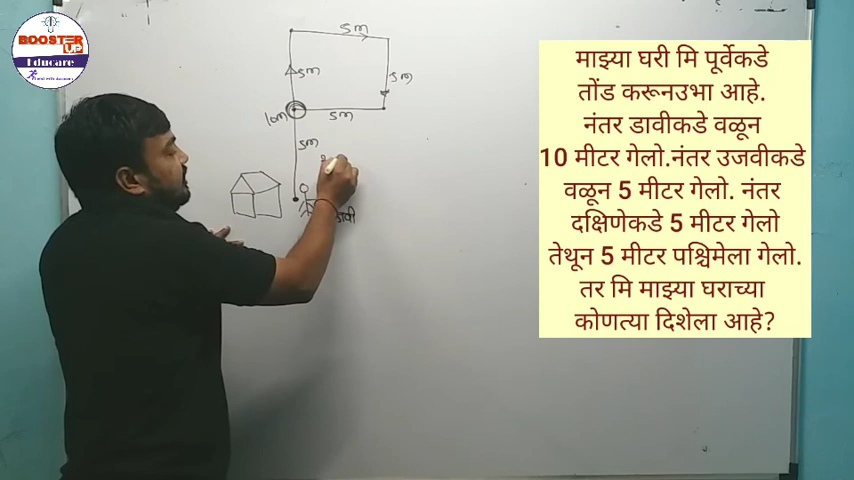 BOOSTER
UP
Educare
5m
5m
5m
10m
5m
5m
डावी
माझ्या घरी मि पूर्वेकडे
तोंड करूनउभा आहे.
नंतर डावीकडे वळून
10 मीटर गेलो.नंतर उजवीकडे
वळून 5 मीटर गेलो. नंतर
दक्षिणेकडे 5 मीटर गेलो
तेथून 5 मीटर पश्चिमेला गेलो.
तर मि माझ्या घराच्या
कोणत्या दिशेला आहे?